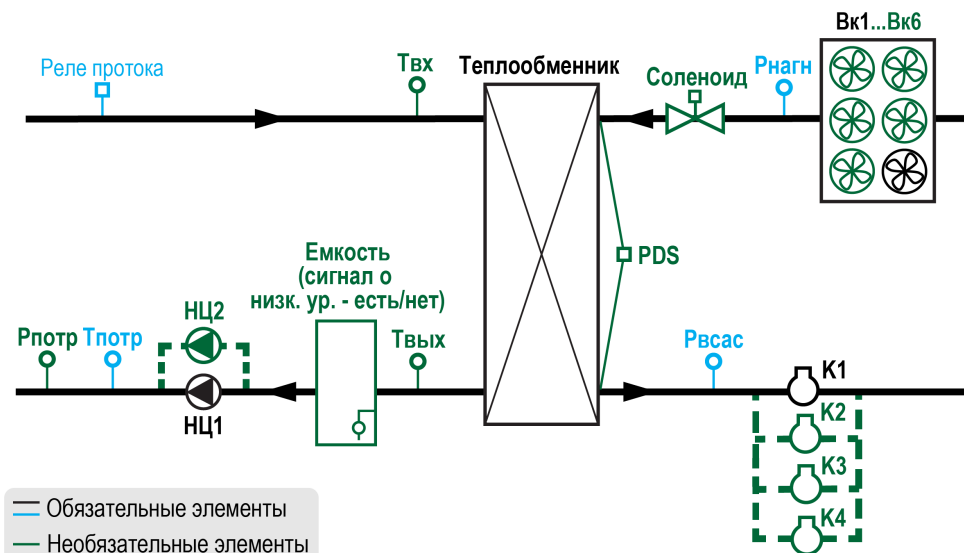 Вк1...Вк6
Реле протока
Твх
Теплообменник
Соленоид
Рнагн
Емкость
(сигнал о
низк. ур. - есть/нет)
PDS
НЦ2
Рпотр
Тпотр
Твых
Рвсас
К1
НЦ1
К2
К3
К4
Обязательные элементы
Необязательные элементы